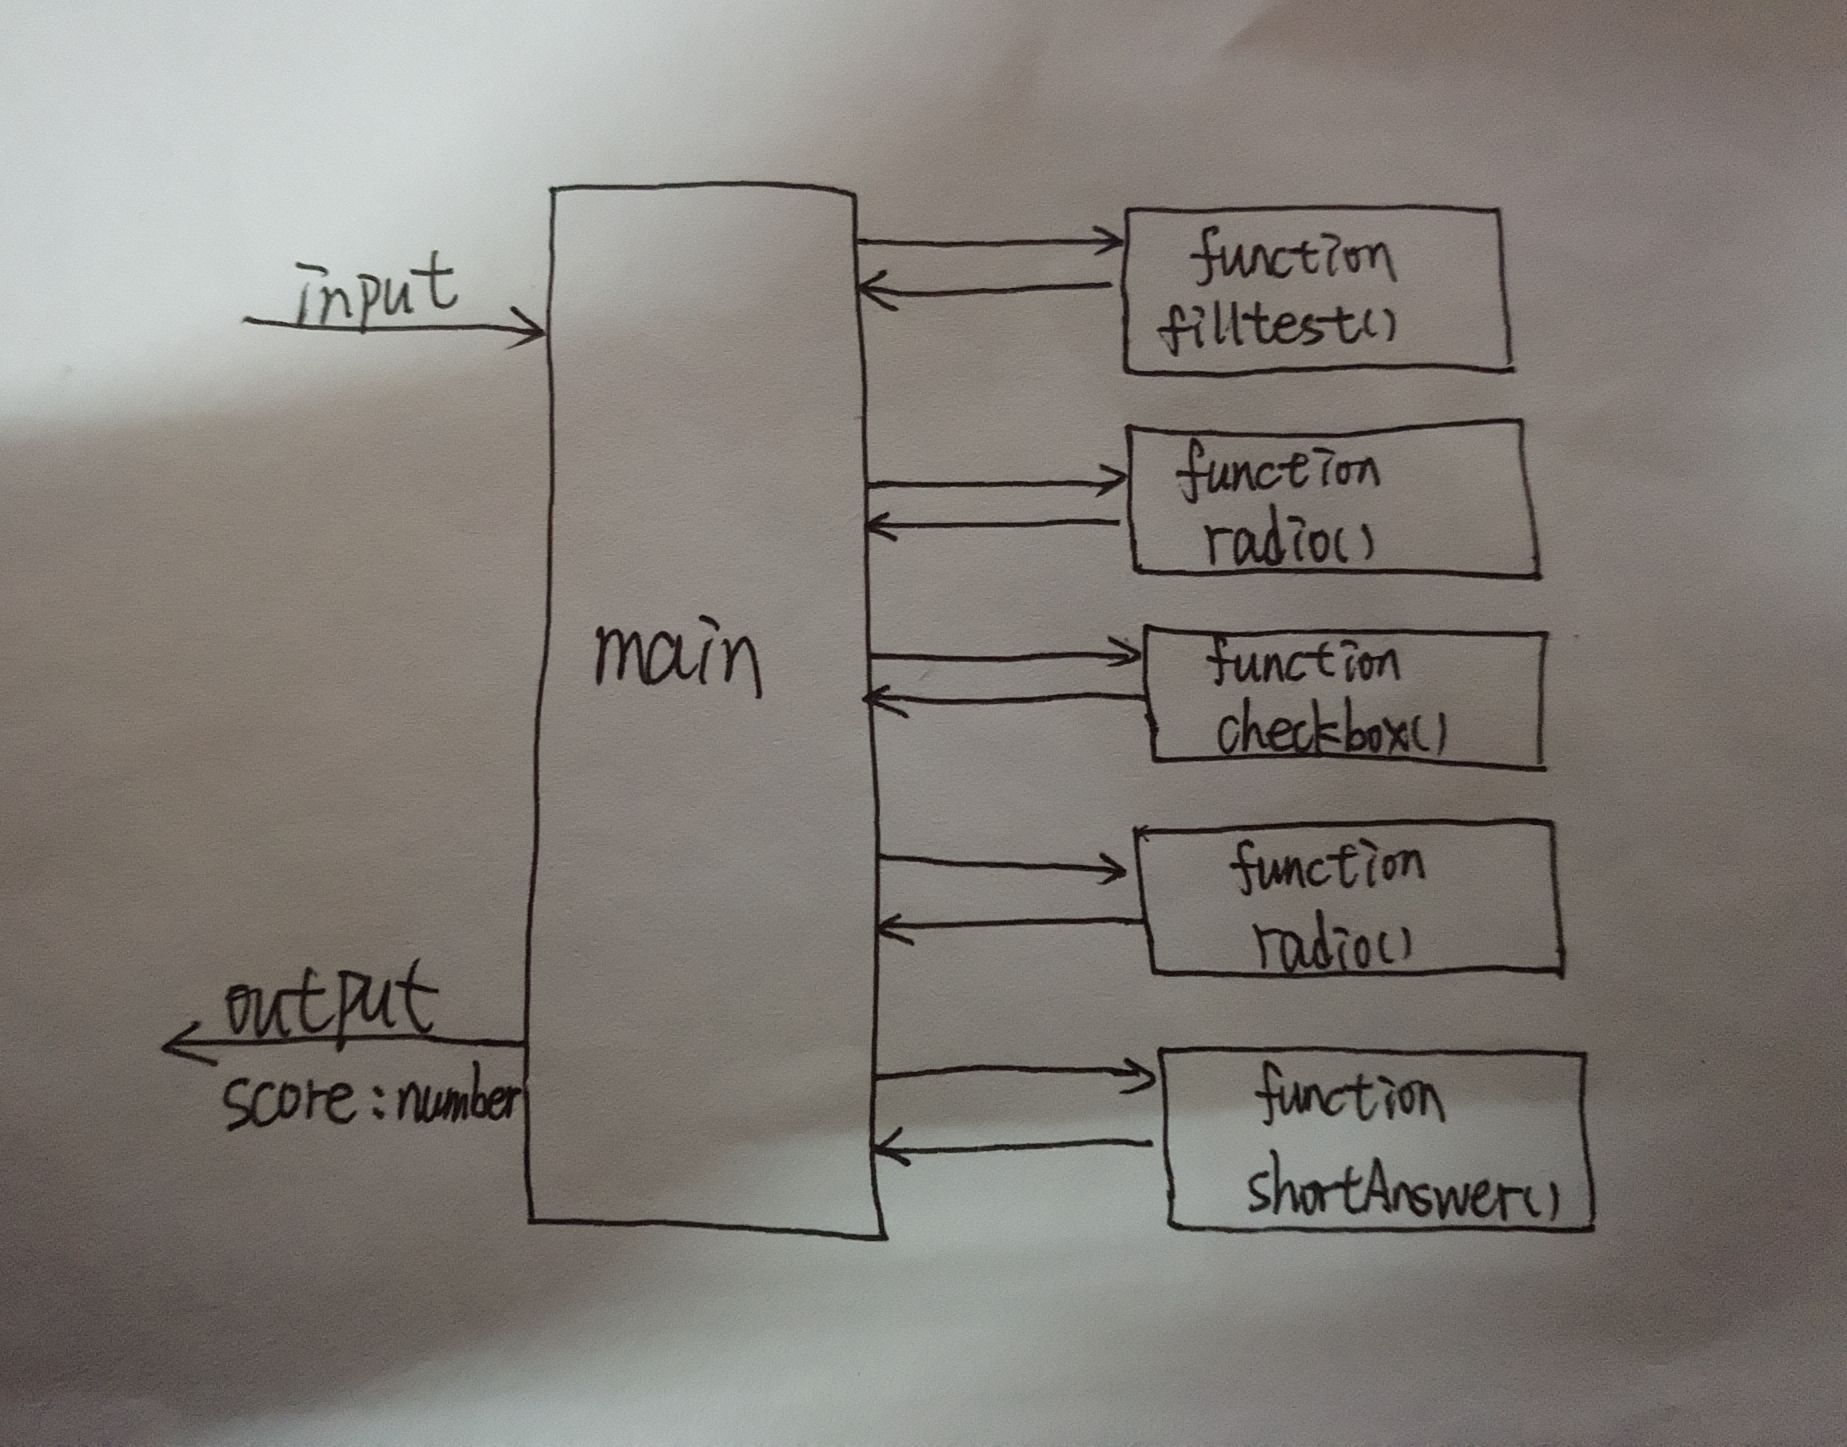 input
main
output
score:number
function
filltest()
function
radio()
function
checkbox()
function
radio()
function
shortAnswer()